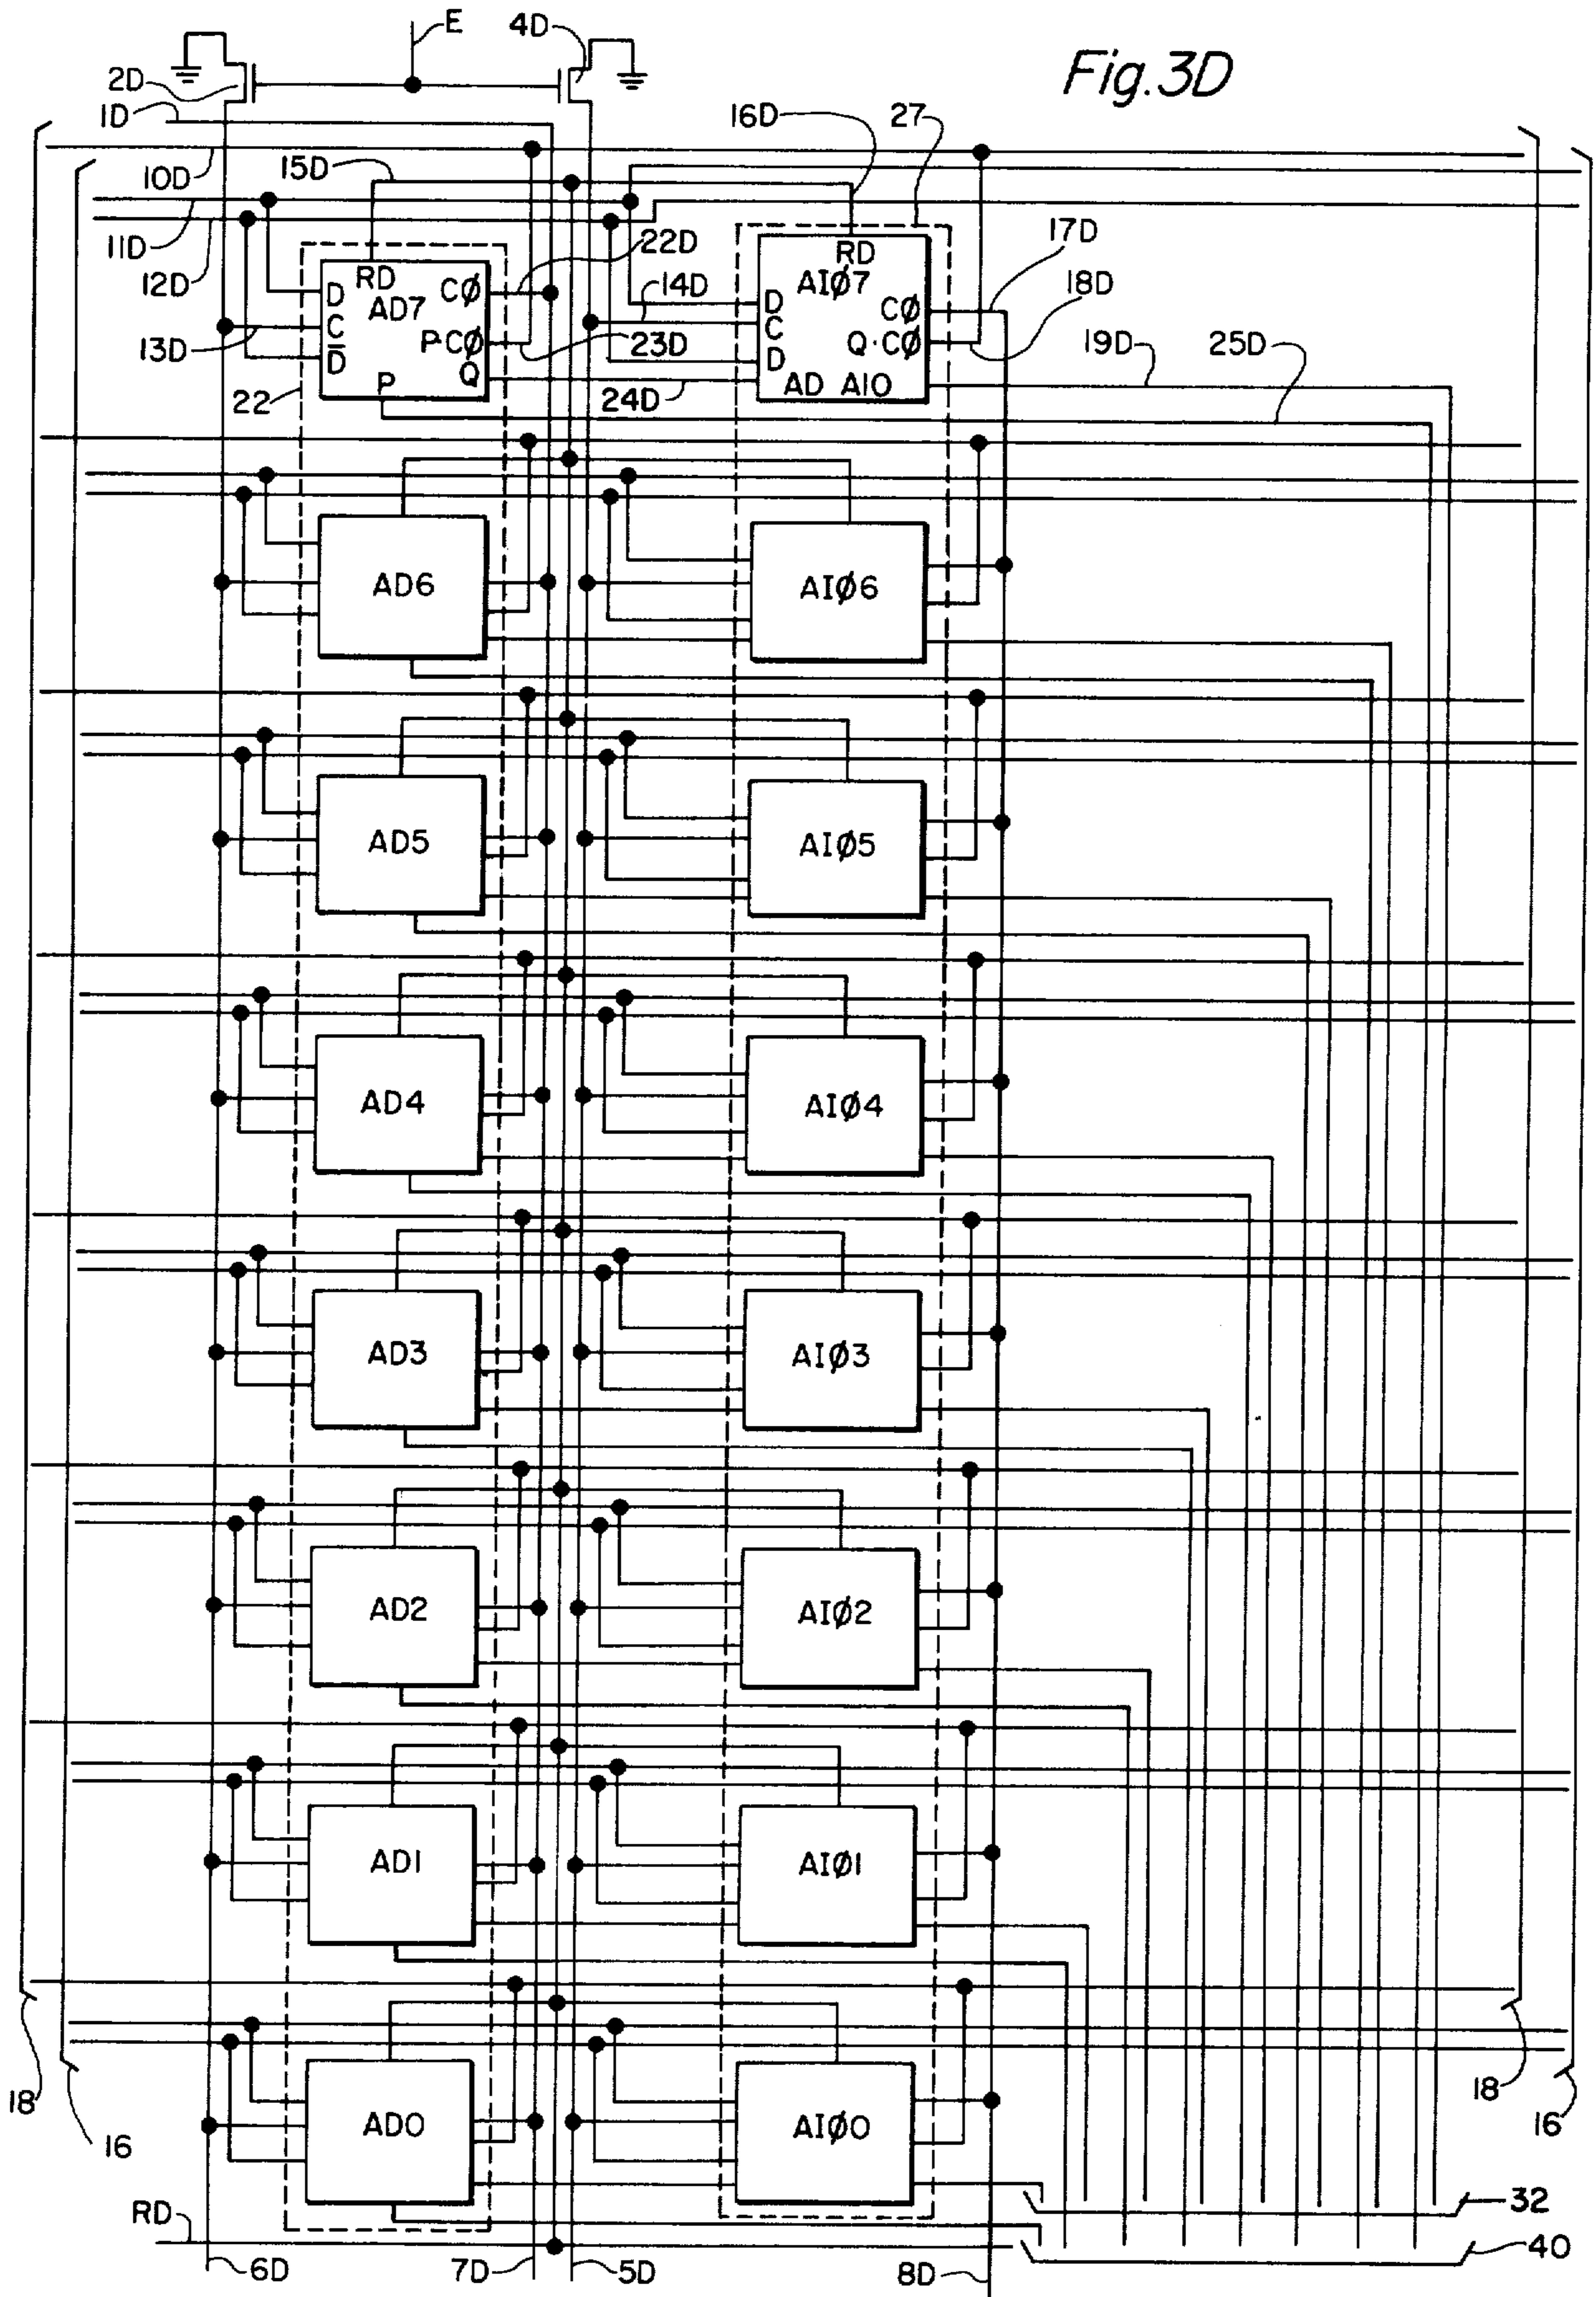 E
4D
Fig.3D
2D
1D
16D
27
10D
15D
11D
12D
22D
17D
RD
D
AD7
CØ
C
P·CØ
D̅
Q
P
14D
RD
AIØ7
D
CØ
C
Q·CØ
D
AD AIO
18D
13D
23D
19D
25D
22
24D
AD6
AIØ6
AD5
AIØ5
AD4
AIØ4
AD3
AIØ3
AD2
AIØ2
AD1
AIØ1
AD0
AIØ0
18
16
18
16
RD
32
6D
7D
5D
8D
40